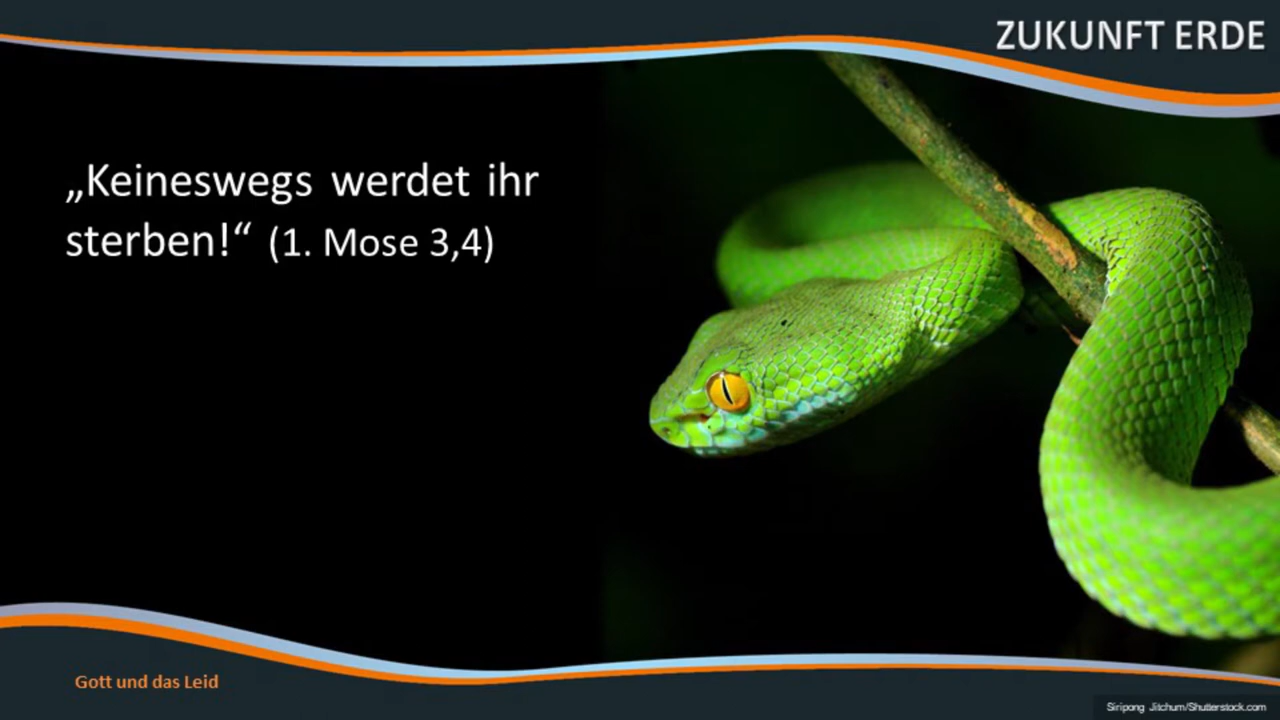 ZUKUNFT ERDE
„Keineswegs werdet ihr
sterben!“ (1. Mose 3,4)
Gott und das Leid
Siripong Jitchum/Shutterstock.com